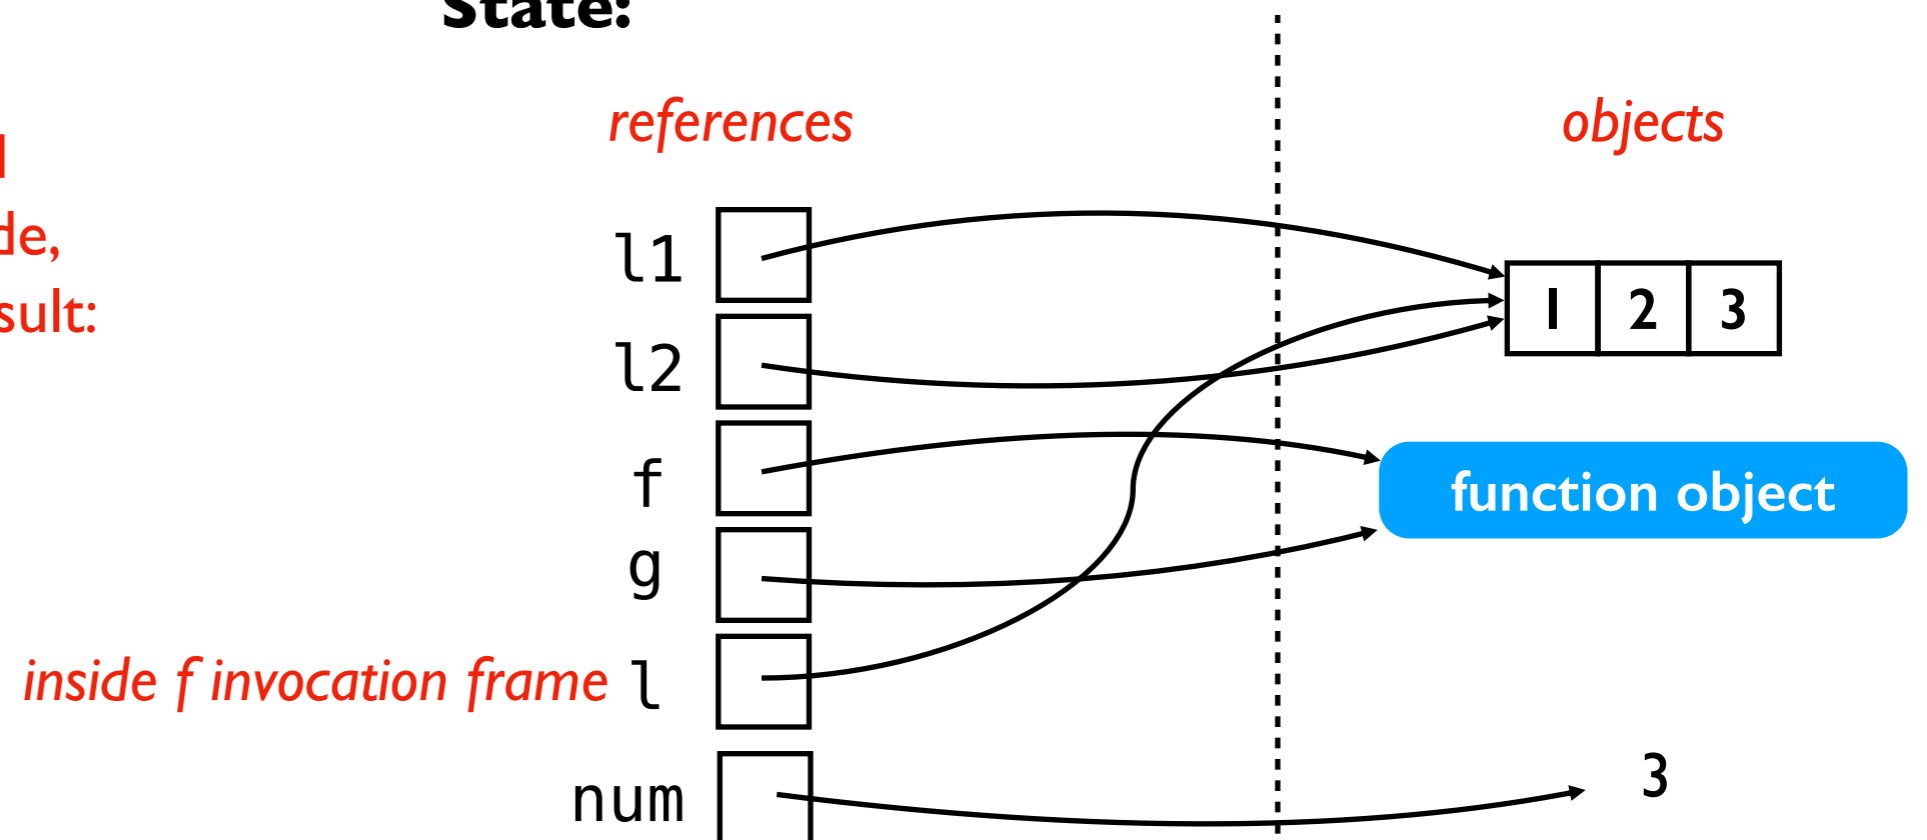 State:
references
objects
de,
sult:
l1
1 2 3
l2
f
function object
g
inside f invocation frame l
num
3